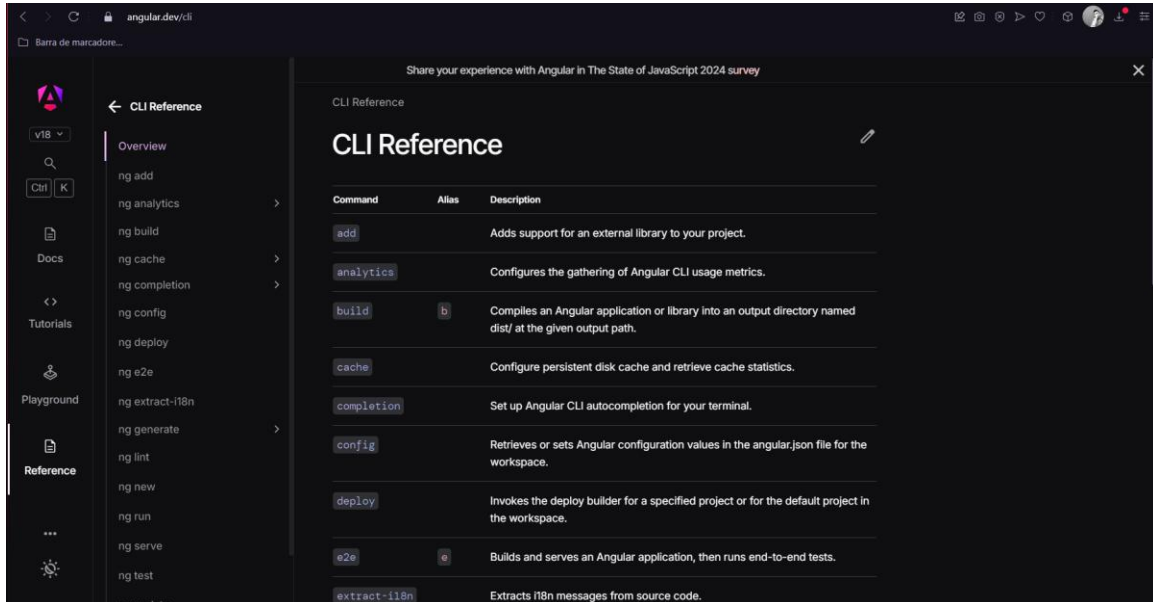 angular.dev/cli
Barra de marcadore...
Share your experience with Angular in The State of JavaScript 2024 survey
v18
Ctrl K
Docs
Tutorials
Playground
Reference
CLI Reference
Overview
ng add
ng analytics
ng build
ng cache
ng completion
ng config
ng deploy
ng e2e
ng extract-i18n
ng generate
ng lint
ng new
ng run
ng serve
ng test
CLI Reference
CLI Reference
Command Alias Description
add Adds support for an external library to your project.
analytics Configures the gathering of Angular CLI usage metrics.
build b Compiles an Angular application or library into an output directory named
dist/ at the given output path.
cache Configure persistent disk cache and retrieve cache statistics.
completion Set up Angular CLI autocompletion for your terminal.
config Retrieves or sets Angular configuration values in the angular.json file for the
workspace.
deploy Invokes the deploy builder for a specified project or for the default project in
the workspace.
e2e e Builds and serves an Angular application, then runs end-to-end tests.
extract-i18n Extracts i18n messages from source code.